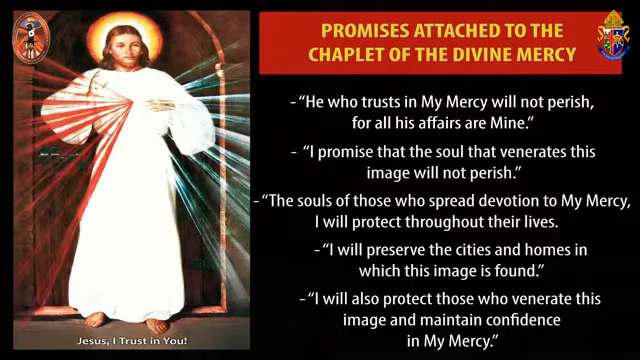 PROMISES ATTACHED TO THE
CHAPLET OF THE DIVINE MERCY
- “He who trusts in My Mercy will not perish,
for all his affairs are Mine.”
- “I promise that the soul that venerates this
image will not perish.”
- “The souls of those who spread devotion to My Mercy,
I will protect throughout their lives.
- “I will preserve the cities and homes in
which this image is found.”
- “I will also protect those who venerate this
image and maintain confidence
in My Mercy.”
Jesus, I Trust in You!